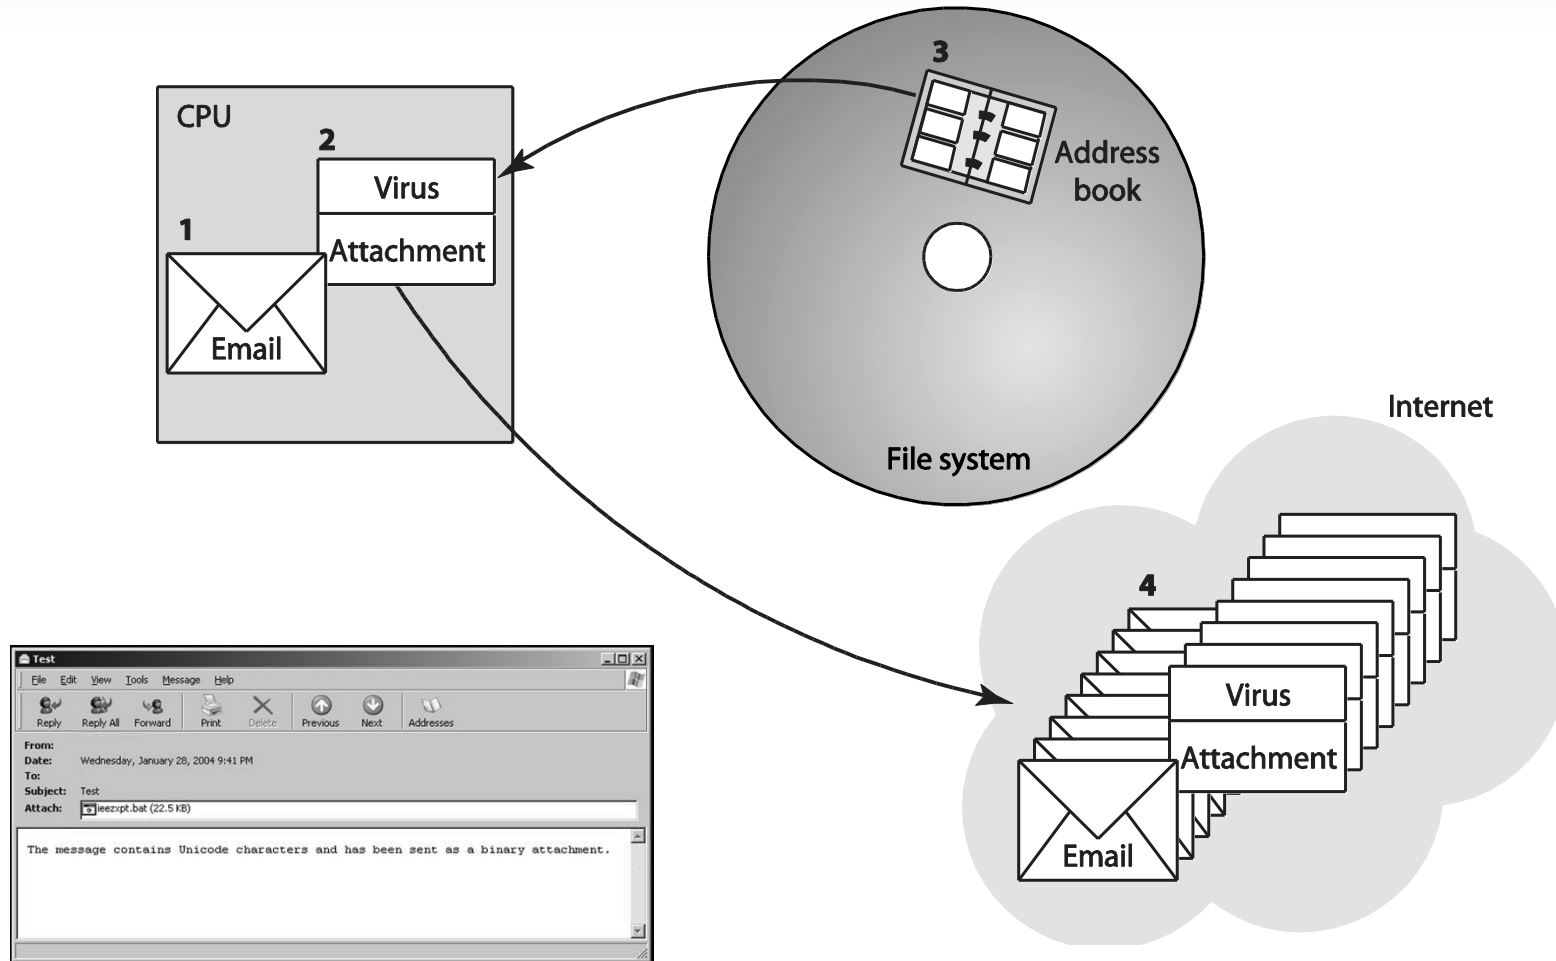 CPU
2
Virus
Attachment
1
Email
3
Address
book
File system
Internet
4
Virus
Attachment
Email
Test
File Edit View Tools Message Help
Reply Reply All Forward Print Delete Previous Next Addresses
From:
Date: Wednesday, January 28, 2004 9:41 PM
To:
Subject: Test
Attach: ieezxpt.bat (22.5 KB)
The message contains Unicode characters and has been sent as a binary attachment.